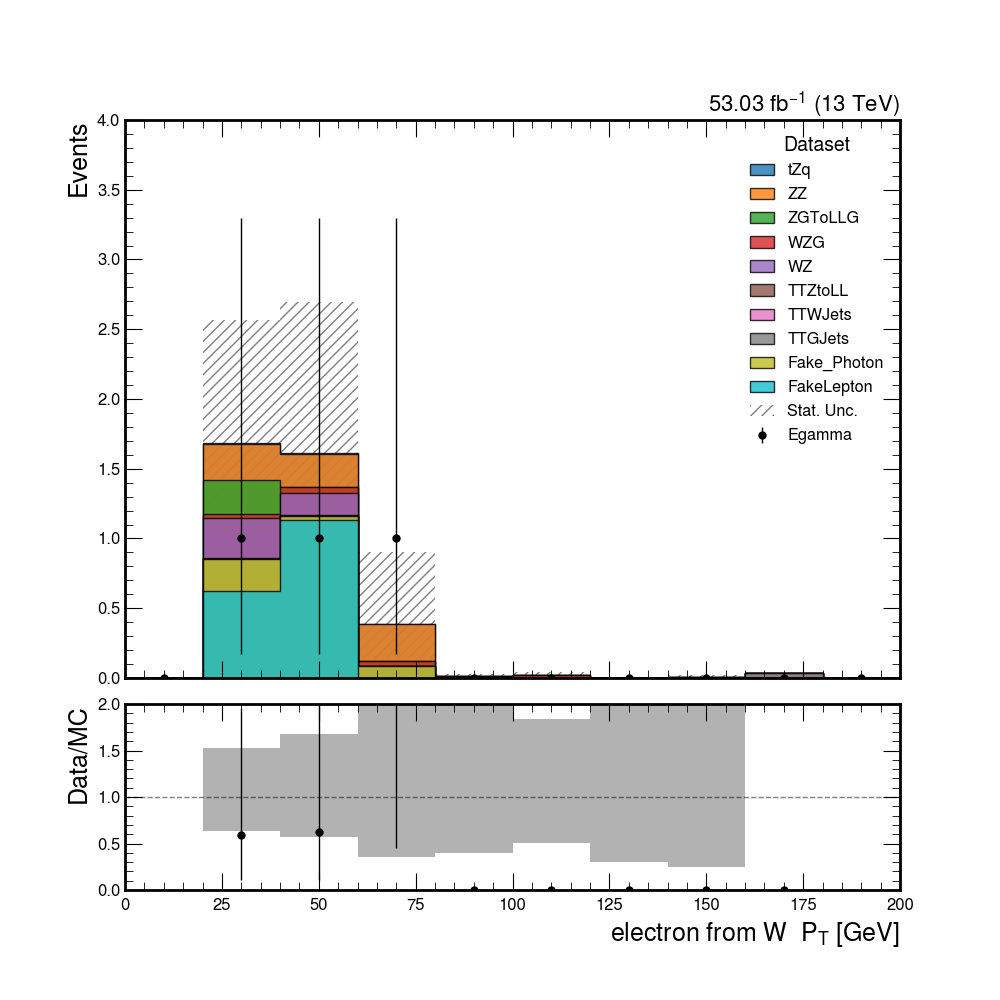 53.03 fb⁻¹ (13 TeV)
Events
4.0
3.5
3.0
2.5
2.0
1.5
1.0
0.5
0.0
Dataset
tZq
ZZ
ZGToLLG
WZG
WZ
TTZtoLL
TTWJets
TTGJets
Fake_Photon
FakeLepton
Stat. Unc.
Egamma
Data/MC
2.0
1.5
1.0
0.5
0.0
0 25 50 75 100 125 150 175 200
electron from W P_T [GeV]